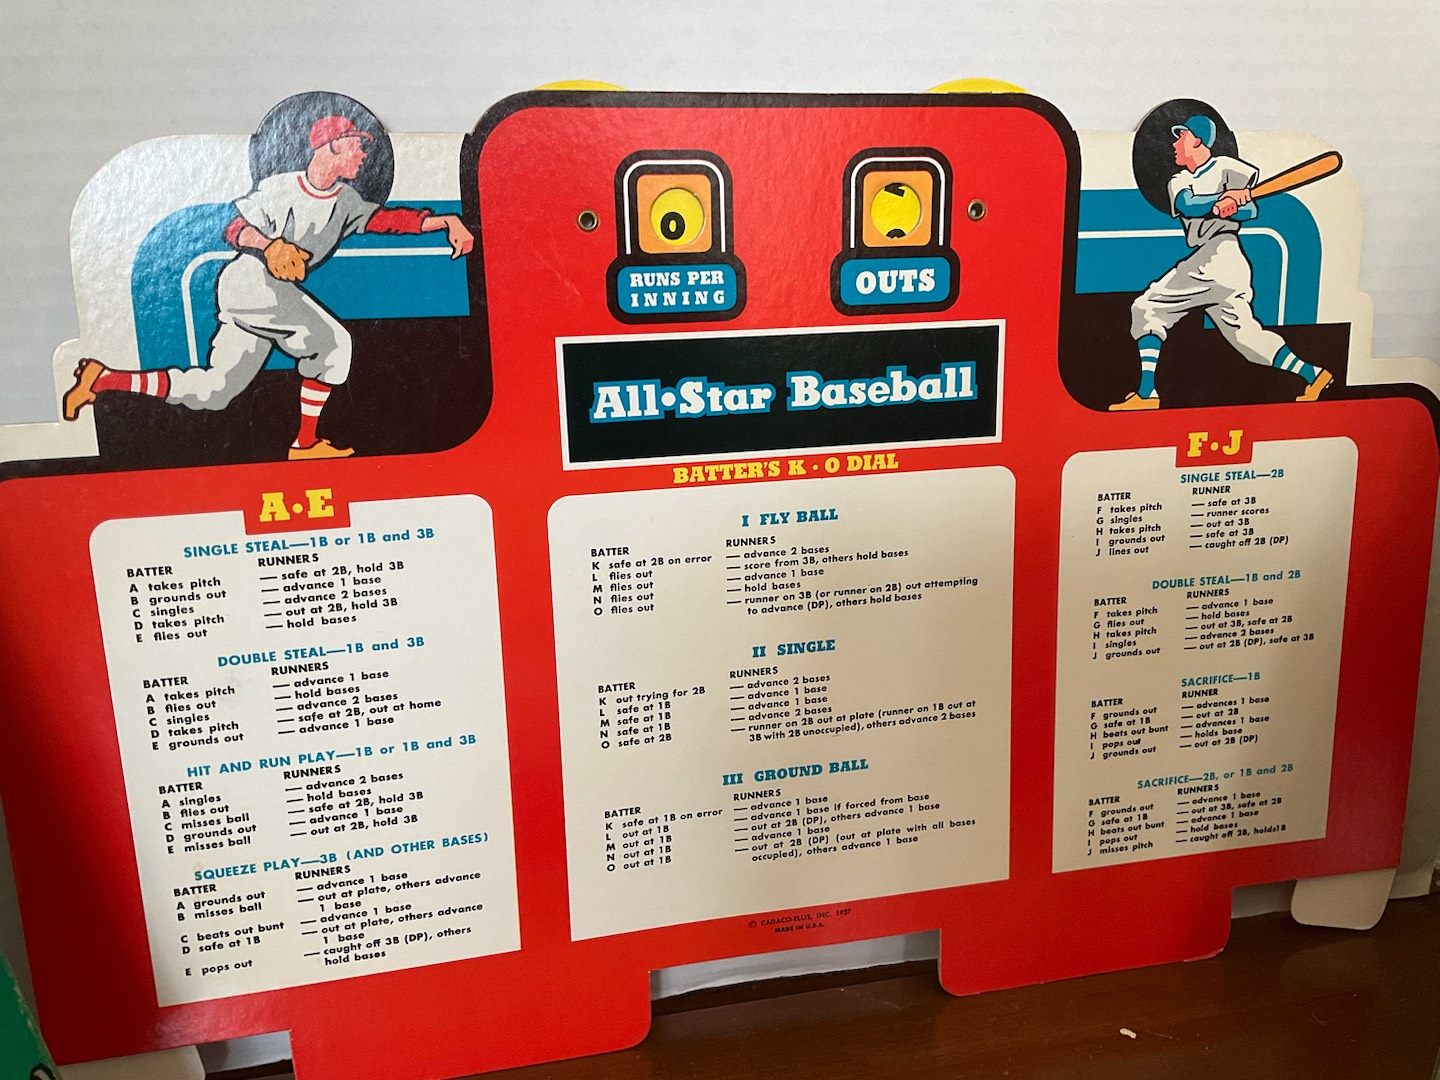 0
RUNS PER
INNING
OUTS
All•Star Baseball
BATTER'S K•O DIAL
A•E
SINGLE STEAL—1B or 1B and 3B
BATTER RUNNERS
A takes pitch — safe at 2B, hold 3B
B grounds out — advance 1 base
C singles — advance 2 bases
D takes pitch — out at 2B, hold 3B
E flies out — hold bases
DOUBLE STEAL—1B and 3B
BATTER RUNNERS
A takes pitch — advance 1 base
B flies out — hold bases
C singles — advance 2 bases
D takes pitch — safe at 2B, out at home
E grounds out — advance 1 base
HIT AND RUN PLAY—1B or 1B and 3B
BATTER RUNNERS
A singles — advance 2 bases
B flies out — hold bases
C misses ball — safe at 2B, hold 3B
D grounds out — advance 1 base
E misses ball — out at 2B, hold 3B
SQUEEZE PLAY—3B (AND OTHER BASES)
BATTER RUNNERS
A grounds out — advance 1 base
B misses ball — out at plate, others advance
1 base
C beats out bunt — advance 1 base
D safe at 1B — out at plate, others advance
1 base
E pops out — caught off 3B (DP), others
hold bases
I FLY BALL
BATTER RUNNERS
K safe at 2B on error — advance 2 bases
L flies out — score from 3B, others hold bases
M flies out — advance 1 base
N flies out — hold bases
O flies out — runner on 3B (or runner on 2B) out attempting
to advance (DP), others hold bases
II SINGLE
BATTER RUNNERS
K out trying for 2B — advance 2 bases
L safe at 1B — advance 1 base
M safe at 1B — advance 1 base
N safe at 1B — advance 2 bases
O safe at 2B — runner on 2B out at plate (runner on 1B out at
3B with 2B unoccupied), others advance 2 bases
III GROUND BALL
BATTER RUNNERS
K safe at 1B on error — advance 1 base
L out at 1B — advance 1 base if forced from base
M out at 1B — out at 2B (DP), others advance 1 base
N out at 1B — advance 1 base
O out at 1B — out at 2B (DP) (out at plate with all bases
occupied), others advance 1 base
© CADACO-ELLIS, INC. 1957
MADE IN U.S.A.
F•J
SINGLE STEAL—2B
BATTER RUNNER
F takes pitch — safe at 3B
G singles — runner scores
H takes pitch — out at 3B
I grounds out — safe at 3B
J lines out — caught off 2B (DP)
DOUBLE STEAL—1B and 2B
BATTER RUNNERS
F takes pitch — advance 1 base
G flies out — hold bases
H takes pitch — out at 3B, safe at 2B
I singles — advance 2 bases
J grounds out — out at 2B (DP), safe at 3B
SACRIFICE—1B
BATTER RUNNER
F grounds out — advances 1 base
G safe at 1B — out at 2B
H beats out bunt — advances 1 base
I pops out — holds base
J grounds out — out at 2B (DP)
SACRIFICE—2B, or 1B and 2B
BATTER RUNNERS
F grounds out — advance 1 base
G safe at 1B — out at 3B, safe at 2B
H beats out bunt — advance 1 base
I pops out — hold bases
J misses pitch — caught off 2B, holds1B